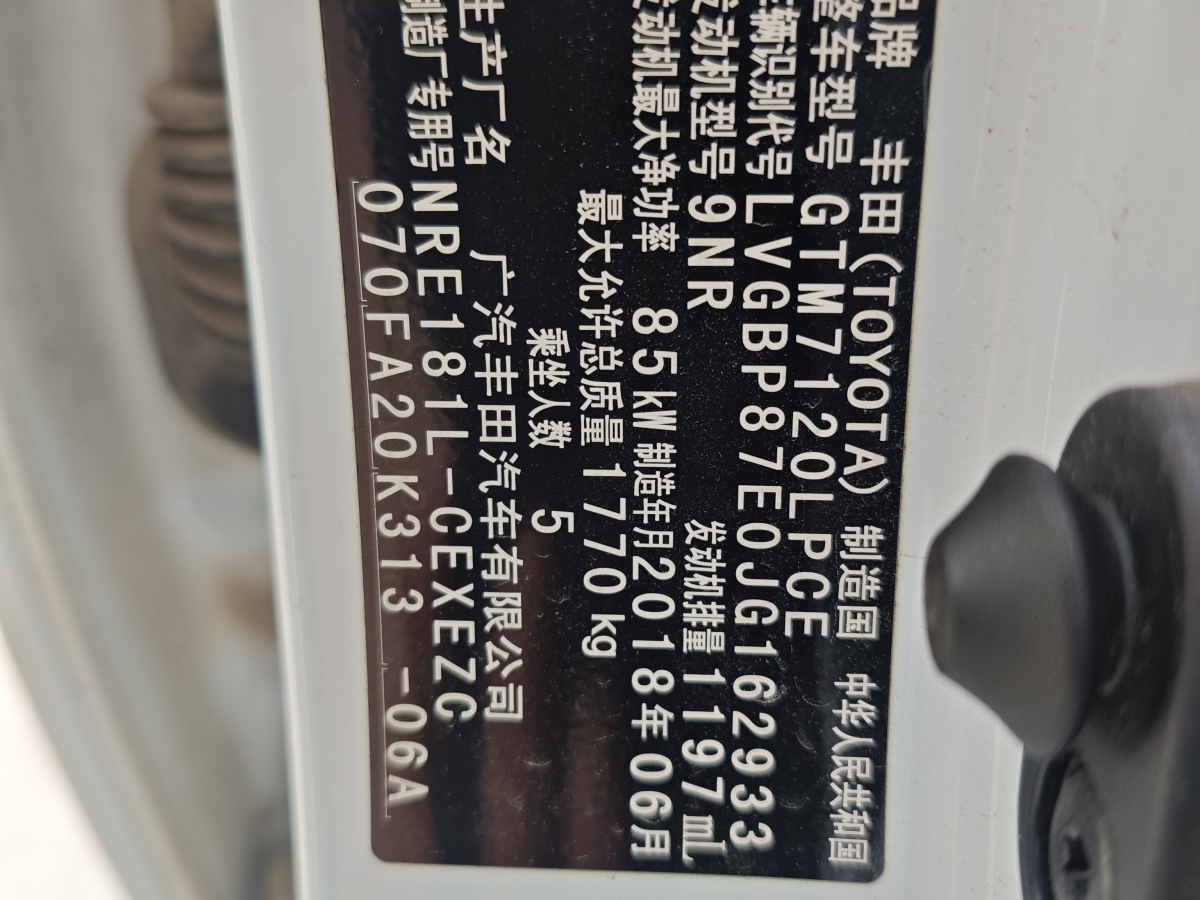 品牌 丰田(TOYOTA) 制造国 中华人民共和国
整车型号 GTM7120LPCE
车辆识别代号 LVGBP87E0JG162933
发动机型号 9NR 发动机排量 1197mL
发动机最大净功率 85kW 制造年月 2018年06月
最大允许总质量 1770kg
乘坐人数 5
生产厂名 广汽丰田汽车有限公司
制造厂专用号 NRE181L-CEXEZC
070FA20K313 -06A